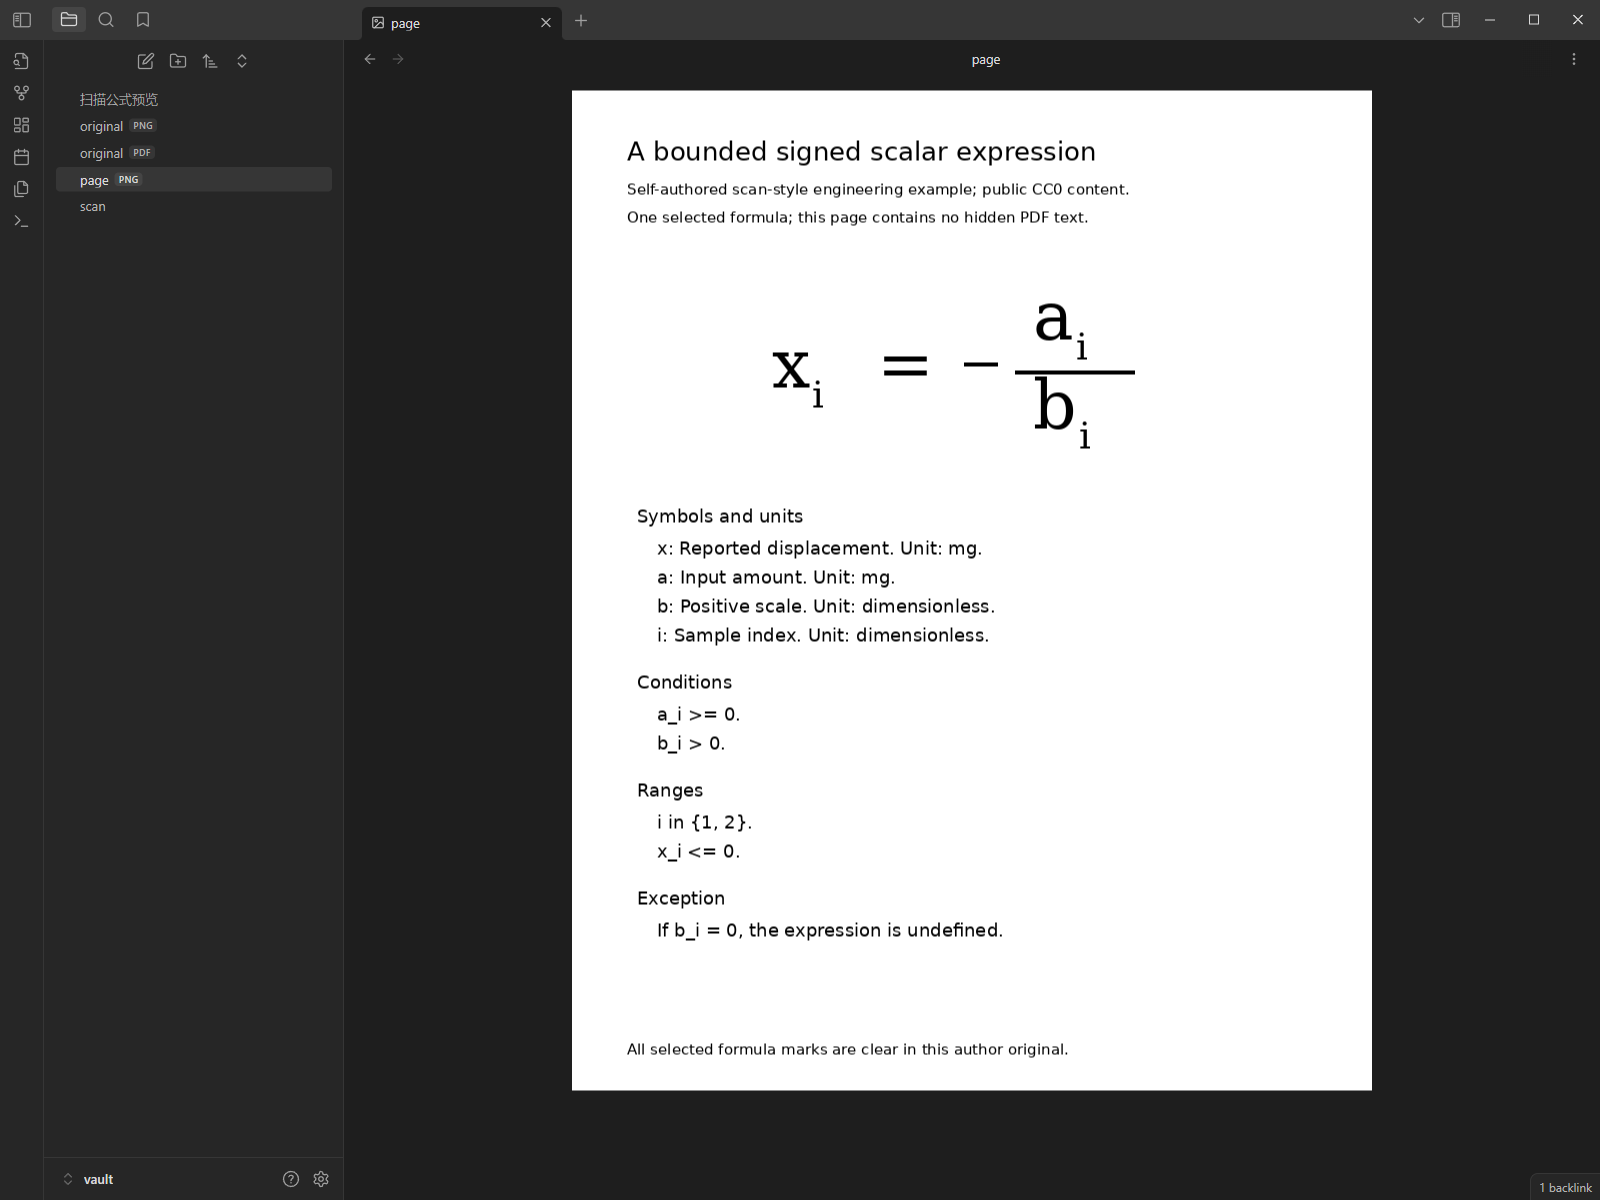 page
page
扫描公式预览
original PNG
original PDF
page PNG
scan
A bounded signed scalar expression
Self-authored scan-style engineering example; public CC0 content.
One selected formula; this page contains no hidden PDF text.
x_i = - a_i / b_i
Symbols and units
x: Reported displacement. Unit: mg.
a: Input amount. Unit: mg.
b: Positive scale. Unit: dimensionless.
i: Sample index. Unit: dimensionless.
Conditions
a_i >= 0.
b_i > 0.
Ranges
i in {1, 2}.
x_i <= 0.
Exception
If b_i = 0, the expression is undefined.
All selected formula marks are clear in this author original.
vault
1 backlink